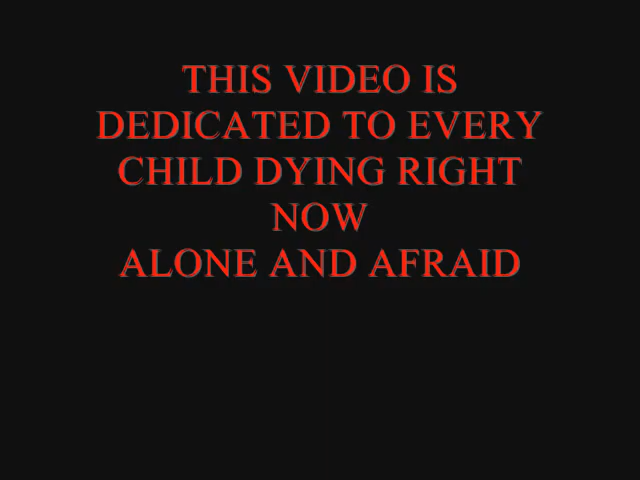 THIS VIDEO IS
DEDICATED TO EVERY
CHILD DYING RIGHT
NOW
ALONE AND AFRAID